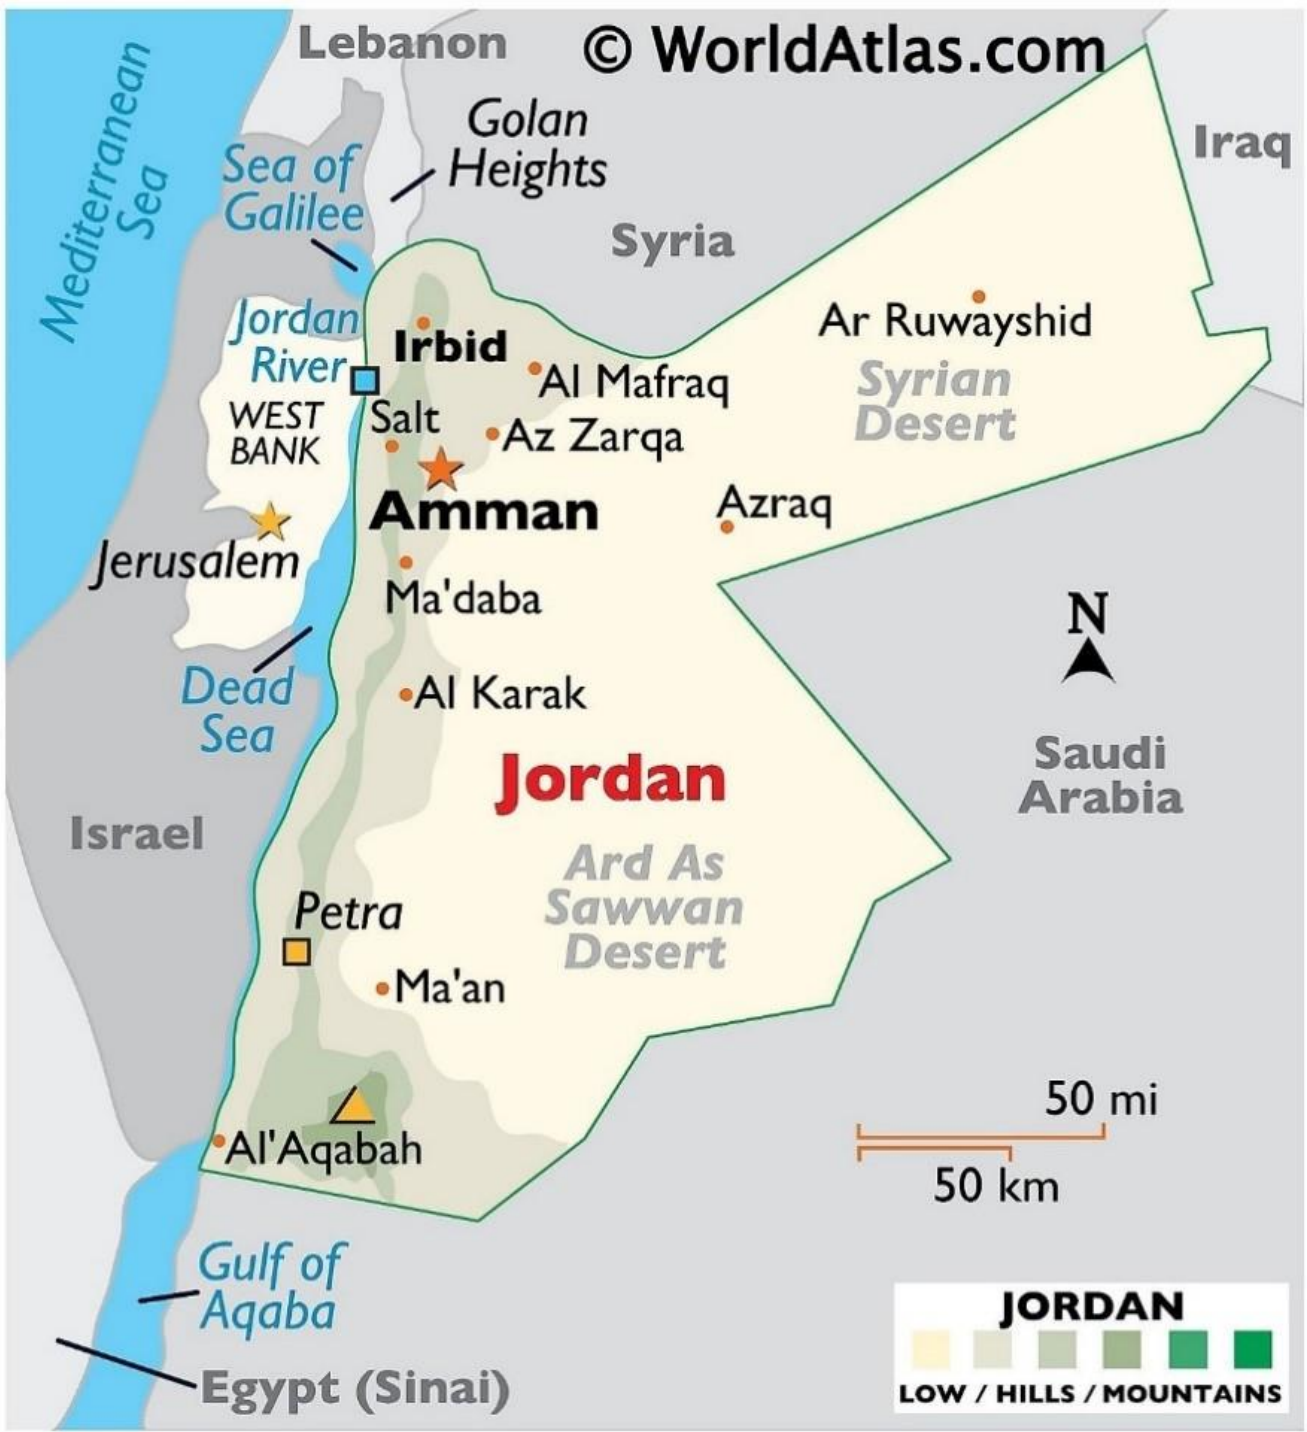 Lebanon
© WorldAtlas.com
Mediterranean
Sea
Golan
Heights
Iraq
Sea of
Galilee
Syria
Jordan
River
Irbid
Ar Ruwayshid
Syrian
Desert
Al Mafraq
WEST
BANK
Salt
Az Zarqa
Amman
Azraq
Jerusalem
Ma'daba
N
Dead
Sea
Al Karak
Jordan
Saudi
Arabia
Israel
Ard As
Sawwan
Desert
Petra
Ma'an
50 mi
50 km
Al'Aqabah
Gulf of
Aqaba
Egypt (Sinai)
JORDAN
LOW / HILLS / MOUNTAINS